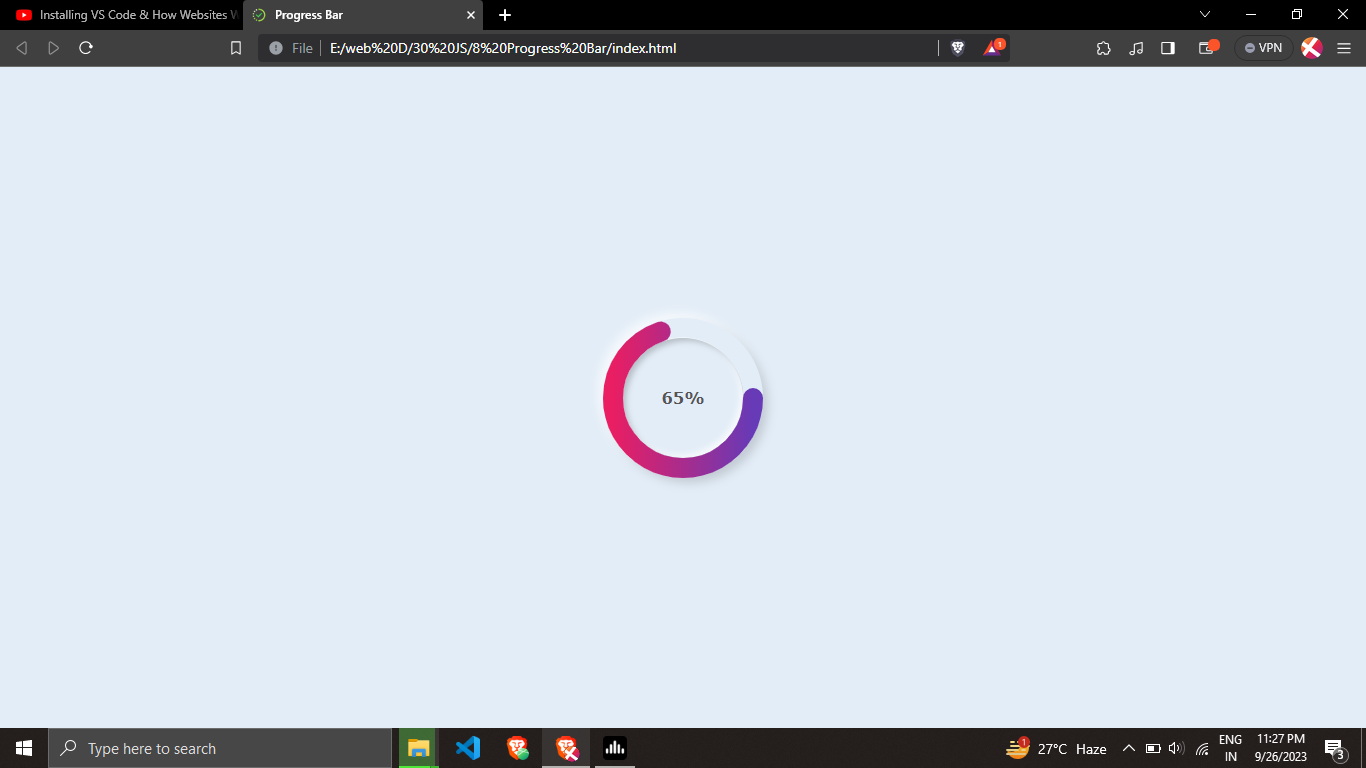 Installing VS Code & How Websites W
Progress Bar
File
E:/web%20D/30%20JS/8%20Progress%20Bar/index.html
1
VPN
65%
Type here to search
1
27°C Haze
ENG
IN
11:27 PM
9/26/2023
3